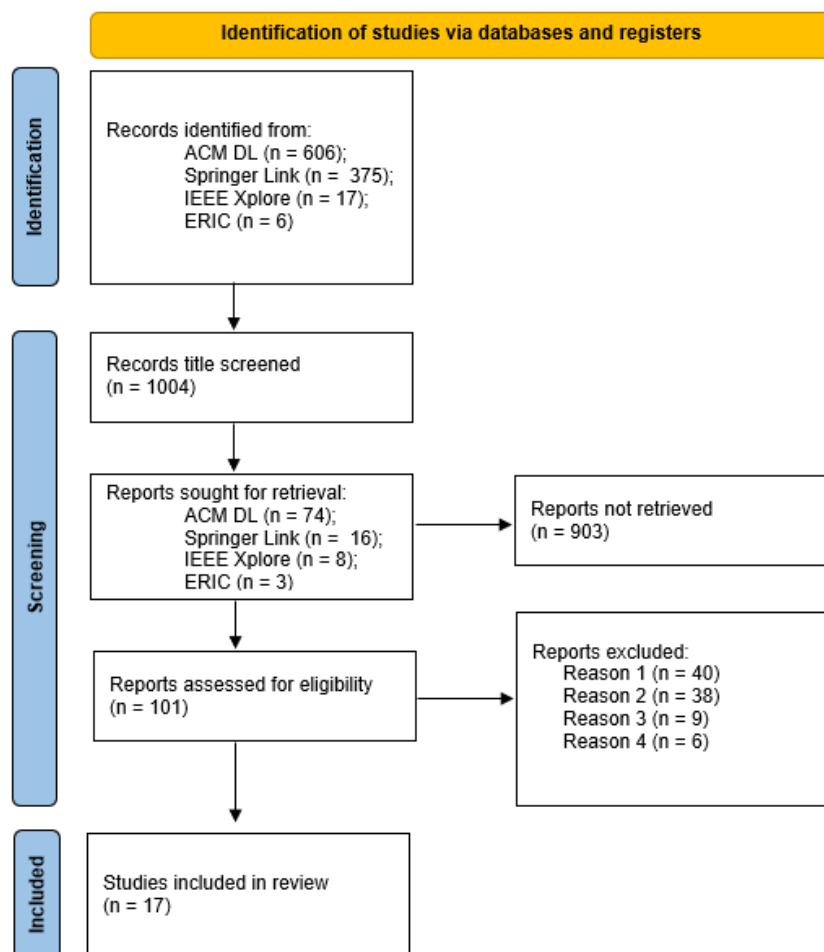 Identification of studies via databases and registers
Identification
Records identified from:
ACM DL (n = 606);
Springer Link (n = 375);
IEEE Xplore (n = 17);
ERIC (n = 6)
Screening
Records title screened
(n = 1004)
Reports sought for retrieval:
ACM DL (n = 74);
Springer Link (n = 16);
IEEE Xplore (n = 8);
ERIC (n = 3)
Reports not retrieved
(n = 903)
Reports assessed for eligibility
(n = 101)
Reports excluded:
Reason 1 (n = 40)
Reason 2 (n = 38)
Reason 3 (n = 9)
Reason 4 (n = 6)
Included
Studies included in review
(n = 17)